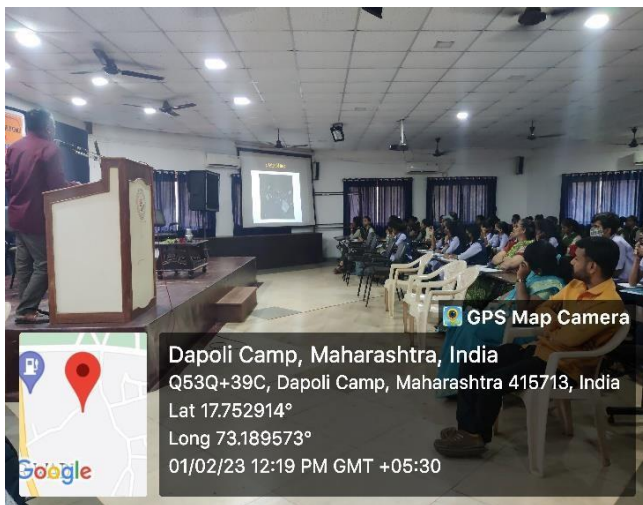 GPS Map Camera
Dapoli Camp, Maharashtra, India
Q53Q+39C, Dapoli Camp, Maharashtra 415713, India
Lat 17.752914°
Long 73.189573°
01/02/23 12:19 PM GMT +05:30
Google